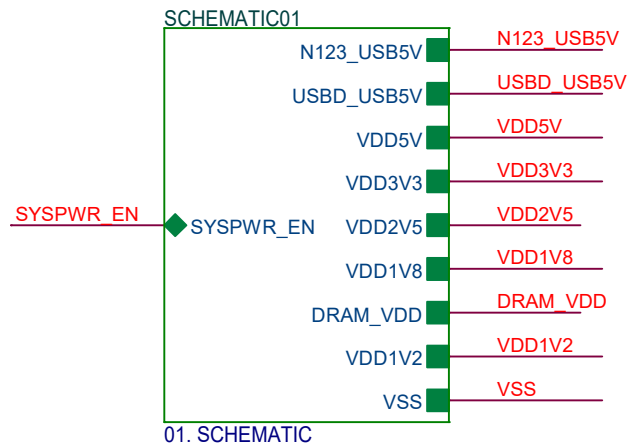 SCHEMATIC01
N123_USB5V N123_USB5V
USBD_USB5V USBD_USB5V
VDD5V VDD5V
VDD3V3 VDD3V3
SYSPWR_EN SYSPWR_EN VDD2V5 VDD2V5
VDD1V8 VDD1V8
DRAM_VDD DRAM_VDD
VDD1V2 VDD1V2
VSS VSS
01. SCHEMATIC